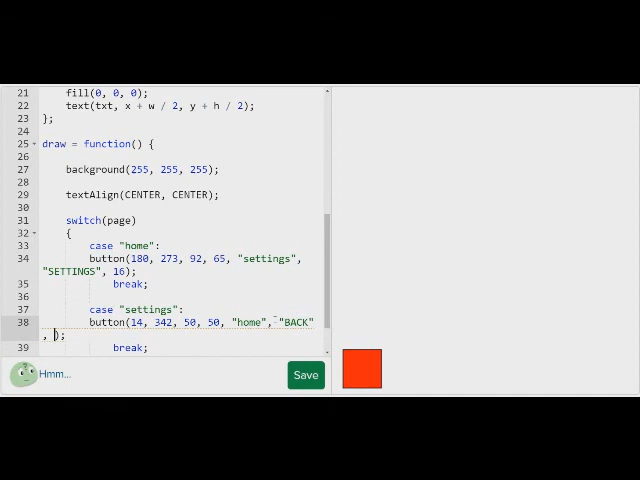 21 fill(0, 0, 0);
22 text(txt, x + w / 2, y + h / 2);
23 };
24
25 draw = function() {
26
27 background(255, 255, 255);
28
29 textAlign(CENTER, CENTER);
30
31 switch(page)
32 {
33 case "home":
34 button(180, 273, 92, 65, "settings",
"SETTINGS", 16);
35 break;
36
37 case "settings":
38 button(14, 342, 50, 50, "home", "BACK"
, );
39 break;
Hmm...
Save